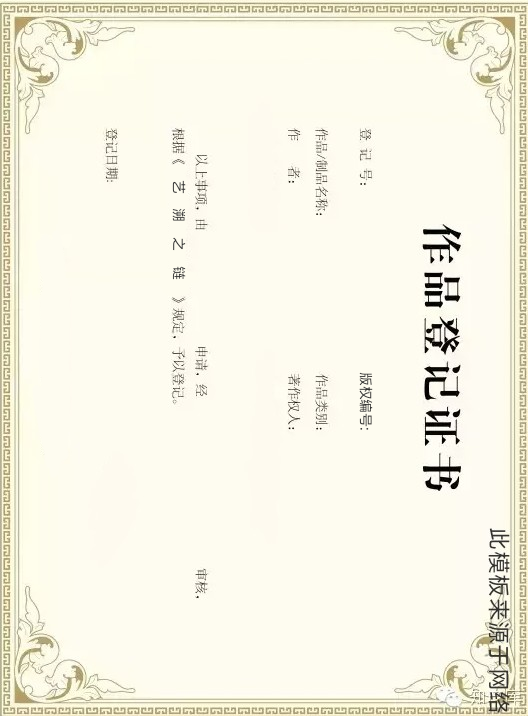 作品登记证书
登 记 号： 版权编号：
作品/制品名称： 作品类别：
作 者： 著作权人：
以上事项，由 申请，经 审核，
根据《 艺 溯 之 链 》规定，予以登记。
登记日期：
此模板来源于网络